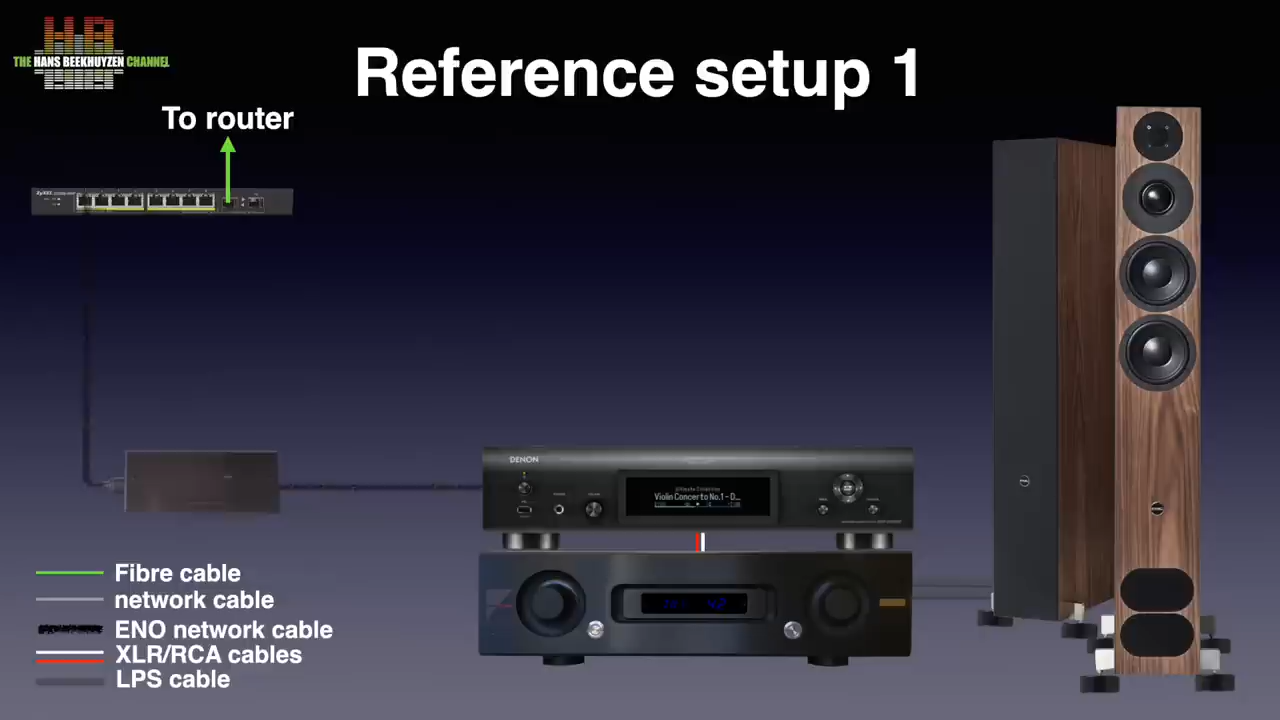 THE HANS BEEKHUYZEN CHANNEL
Reference setup 1
To router
ZyXEL
DENON
Violin Concerto No.1 - D...
Fibre cable
network cable
ENO network cable
XLR/RCA cables
LPS cable